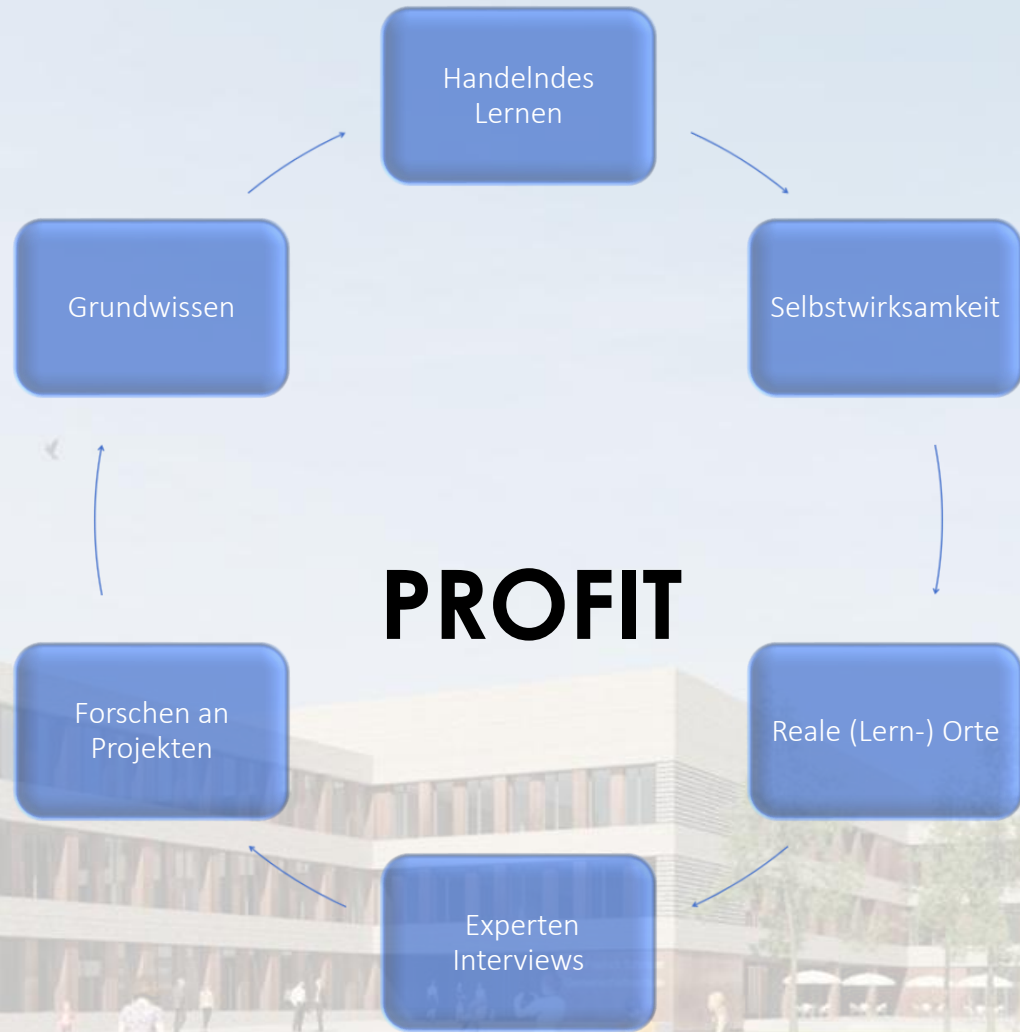 Handelndes
Lernen
Grundwissen
Selbstwirksamkeit
PROFIT
Forschen an
Projekten
Reale (Lern-) Orte
Experten
Interviews